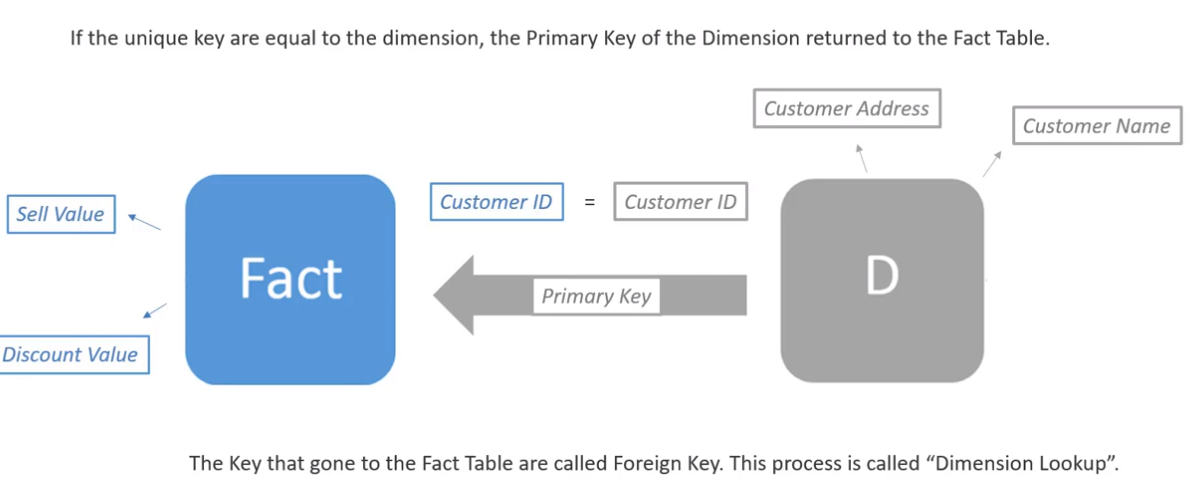 If the unique key are equal to the dimension, the Primary Key of the Dimension returned to the Fact Table.
Customer Address
Customer Name
Customer ID = Customer ID
Sell Value
Fact
D
Primary Key
Discount Value
The Key that gone to the Fact Table are called Foreign Key. This process is called “Dimension Lookup”.